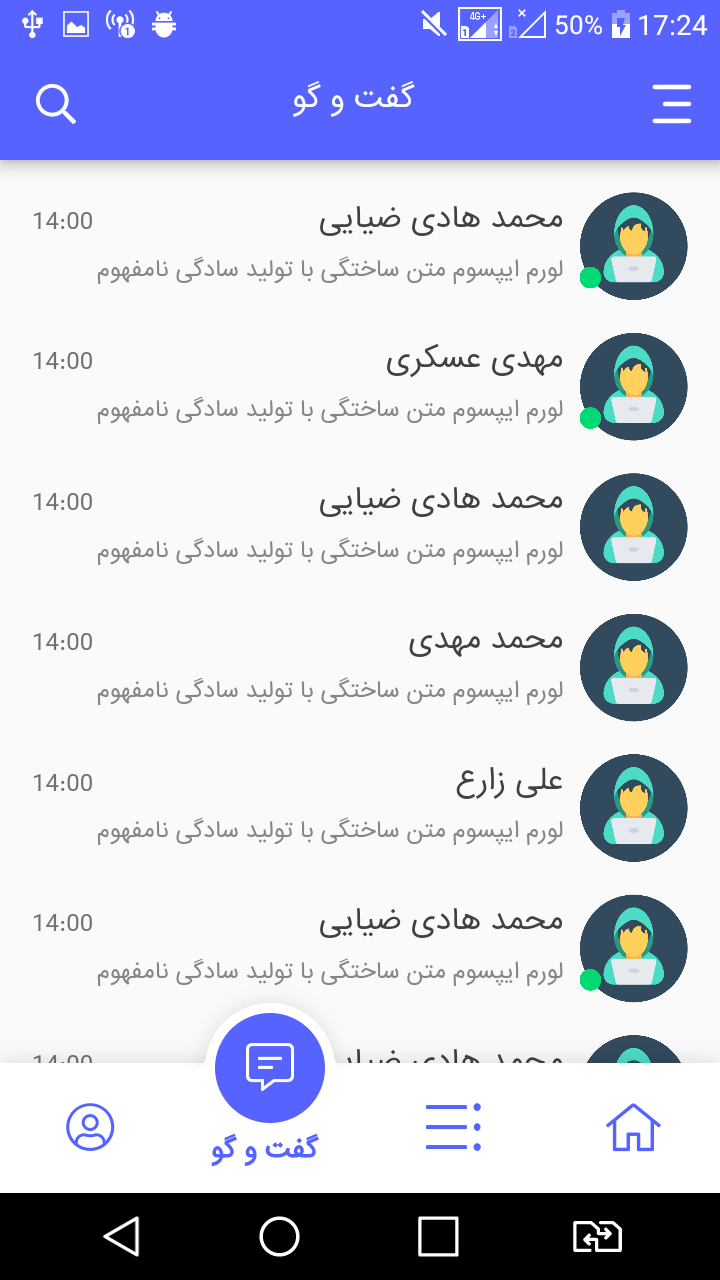 4G+ 50% 17:24
گفت و گو
محمد هادی ضیایی 14:00
لورم ایپسوم متن ساختگی با تولید سادگی نامفهوم
مهدی عسکری 14:00
لورم ایپسوم متن ساختگی با تولید سادگی نامفهوم
محمد هادی ضیایی 14:00
لورم ایپسوم متن ساختگی با تولید سادگی نامفهوم
محمد مهدی 14:00
لورم ایپسوم متن ساختگی با تولید سادگی نامفهوم
علی زارع 14:00
لورم ایپسوم متن ساختگی با تولید سادگی نامفهوم
محمد هادی ضیایی 14:00
لورم ایپسوم متن ساختگی با تولید سادگی نامفهوم
محمد هادی 14:00
گفت و گو